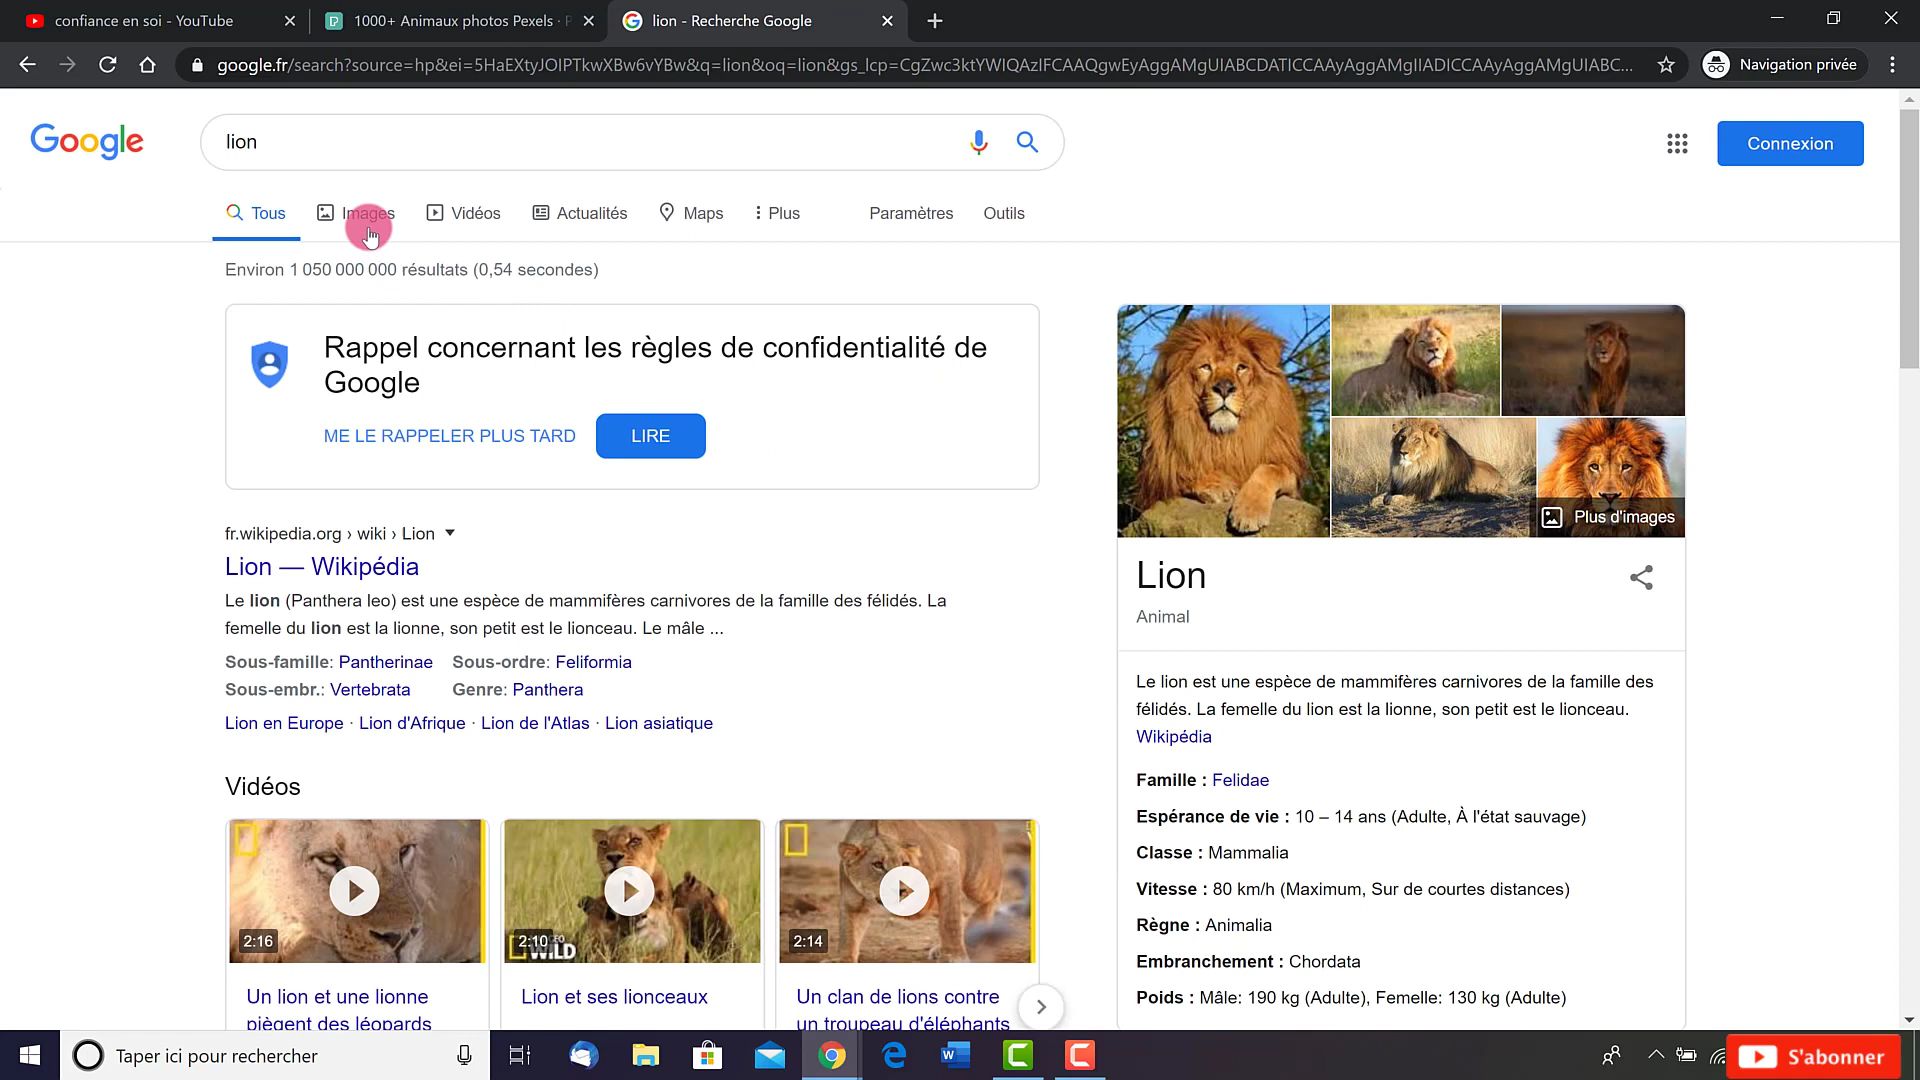 confiance en soi - YouTube
1000+ Animaux photos Pexels · P
lion - Recherche Google
google.fr/search?source=hp&ei=5HaEXtyJOIPTkwXBw6vYBw&q=lion&oq=lion&gs_lcp=CgZwc3ktYWIQAzIFCAAQgwEyAggAMgUIABCDATICCAAyAggAMgIIADICCAAyAggAMgUIABC...
Navigation privée
Google
lion
Connexion
Tous
Images
Vidéos
Actualités
Maps
Plus
Paramètres
Outils
Environ 1 050 000 000 résultats (0,54 secondes)
Rappel concernant les règles de confidentialité de
Google
ME LE RAPPELER PLUS TARD
LIRE
fr.wikipedia.org › wiki › Lion
Lion — Wikipédia
Le lion (Panthera leo) est une espèce de mammifères carnivores de la famille des félidés. La
femelle du lion est la lionne, son petit est le lionceau. Le mâle ...
Sous-famille: Pantherinae Sous-ordre: Feliformia
Sous-embr.: Vertebrata Genre: Panthera
Lion en Europe · Lion d'Afrique · Lion de l'Atlas · Lion asiatique
Vidéos
2:16
2:10
WILD
2:14
Un lion et une lionne
piègent des léopards
Lion et ses lionceaux
Un clan de lions contre
un troupeau d'éléphants
Plus d'images
Lion
Animal
Le lion est une espèce de mammifères carnivores de la famille des
félidés. La femelle du lion est la lionne, son petit est le lionceau.
Wikipédia
Famille : Felidae
Espérance de vie : 10 – 14 ans (Adulte, À l'état sauvage)
Classe : Mammalia
Vitesse : 80 km/h (Maximum, Sur de courtes distances)
Règne : Animalia
Embranchement : Chordata
Poids : Mâle: 190 kg (Adulte), Femelle: 130 kg (Adulte)
Taper ici pour rechercher
S'abonner